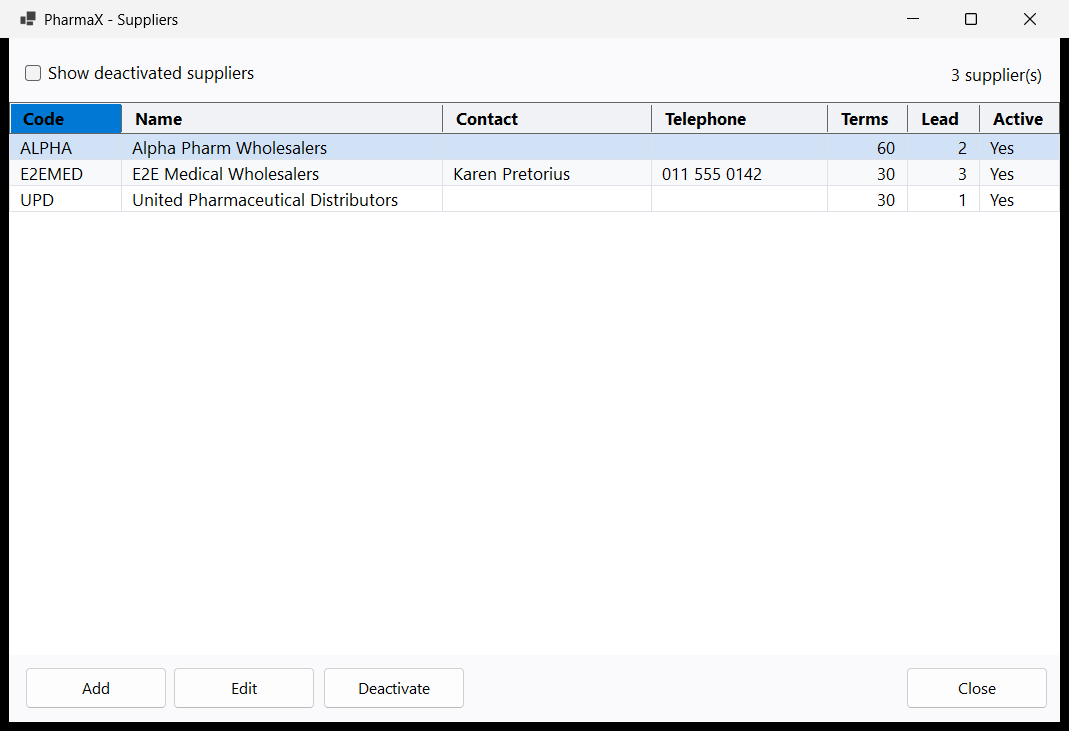 PharmaX - Suppliers
Show deactivated suppliers
3 supplier(s)
Code Name Contact Telephone Terms Lead Active
ALPHA Alpha Pharm Wholesalers 60 2 Yes
E2EMED E2E Medical Wholesalers Karen Pretorius 011 555 0142 30 3 Yes
UPD United Pharmaceutical Distributors 30 1 Yes
Add Edit Deactivate Close